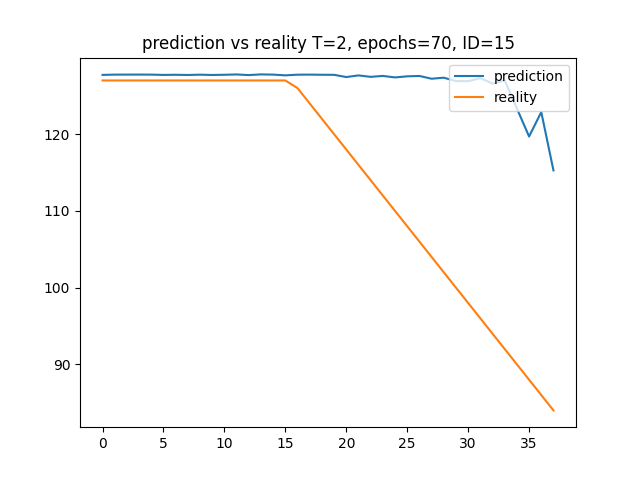 prediction vs reality T=2, epochs=70, ID=15
prediction
reality
120
110
100
90
0 5 10 15 20 25 30 35